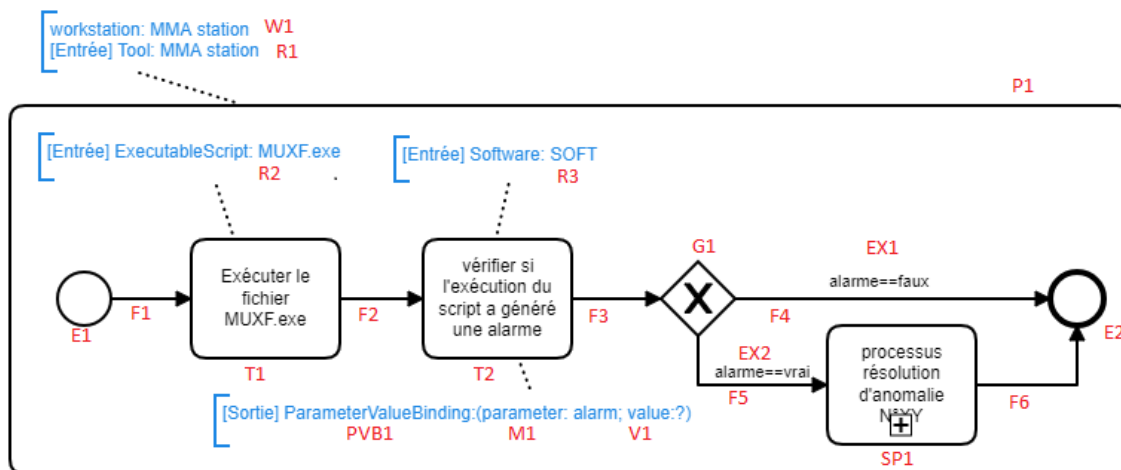 workstation: MMA station W1
[Entrée] Tool: MMA station R1
P1
[Entrée] ExecutableScript: MUXF.exe
R2
[Entrée] Software: SOFT
R3
E1
F1
Exécuter le
fichier
MUXF.exe
T1
F2
vérifier si
l'exécution du
script a généré
une alarme
T2
F3
G1
X
EX1
alarme==faux
F4
E2
EX2
alarme==vrai
F5
processus
résolution
d'anomalie
N°XY
SP1
F6
[Sortie] ParameterValueBinding:(parameter: alarm; value:?)
PVB1 M1 V1